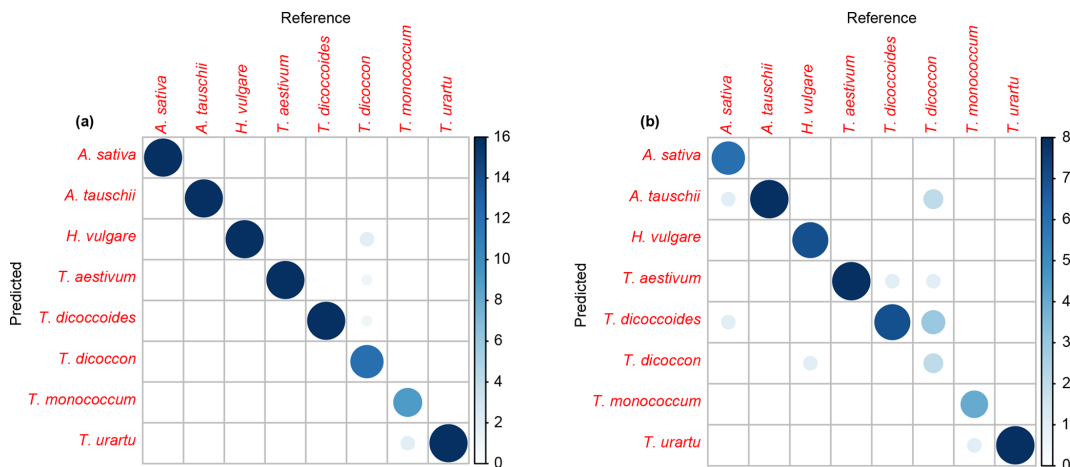 Reference
A. sativa
A. tauschii
H. vulgare
T. aestivum
T. dicoccoides
T. dicoccon
T. monococcum
T. urartu
(a)
Predicted
A. sativa
A. tauschii
H. vulgare
T. aestivum
T. dicoccoides
T. dicoccon
T. monococcum
T. urartu
16
14
12
10
8
6
4
2
0
Reference
A. sativa
A. tauschii
H. vulgare
T. aestivum
T. dicoccoides
T. dicoccon
T. monococcum
T. urartu
(b)
Predicted
A. sativa
A. tauschii
H. vulgare
T. aestivum
T. dicoccoides
T. dicoccon
T. monococcum
T. urartu
8
7
6
5
4
3
2
1
0